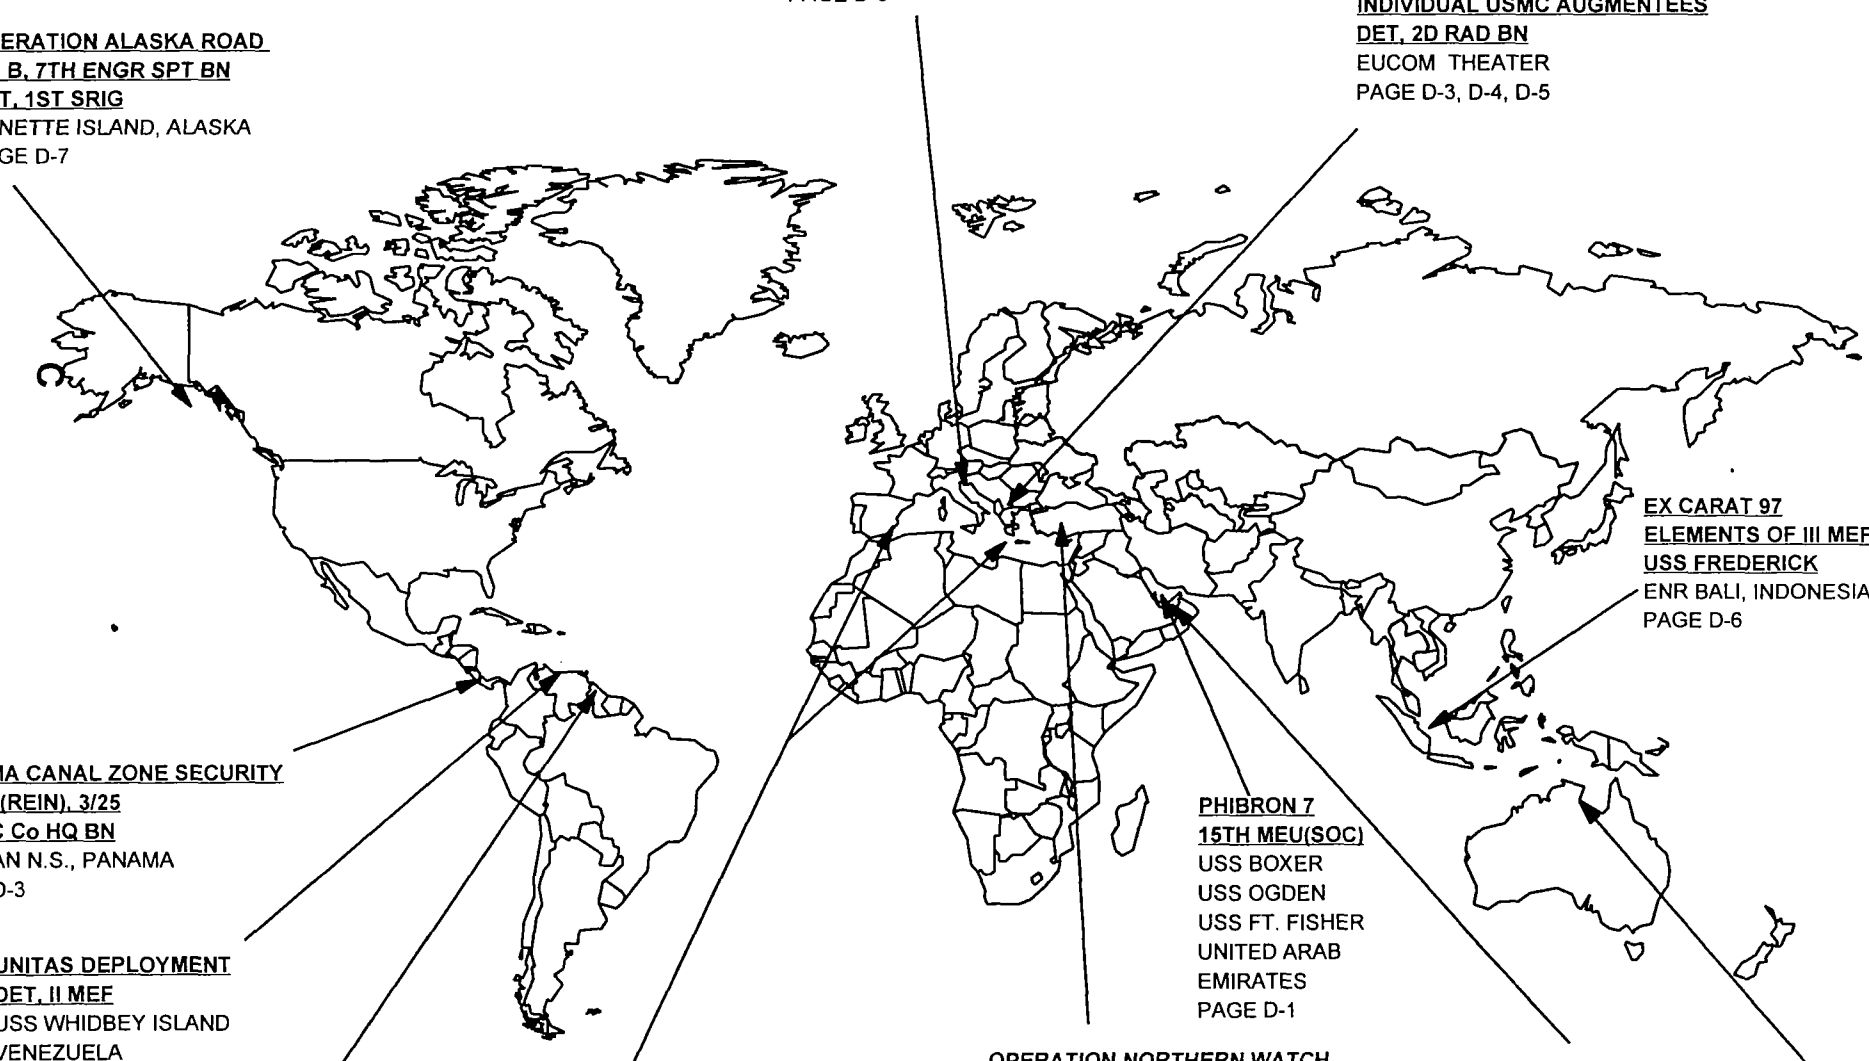 PAGE D-
INDIVIDUAL USMC AUGMENTEES
DET, 2D RAD BN
EUCOM THEATER
PAGE D-3, D-4, D-5
ERATION ALASKA ROAD
B, 7TH ENGR SPT BN
T, 1ST SRIG
NETTE ISLAND, ALASKA
GE D-7
EX CARAT 97
ELEMENTS OF III MEF
USS FREDERICK
ENR BALI, INDONESIA
PAGE D-6
MA CANAL ZONE SECURITY
(REIN), 3/25
C Co HQ BN
AN N.S., PANAMA
D-3
PHIBRON 7
15TH MEU(SOC)
USS BOXER
USS OGDEN
USS FT. FISHER
UNITED ARAB
EMIRATES
PAGE D-1
UNITAS DEPLOYMENT
DET, II MEF
USS WHIDBEY ISLAND
VENEZUELA
OPERATION NORTHERN WATCH